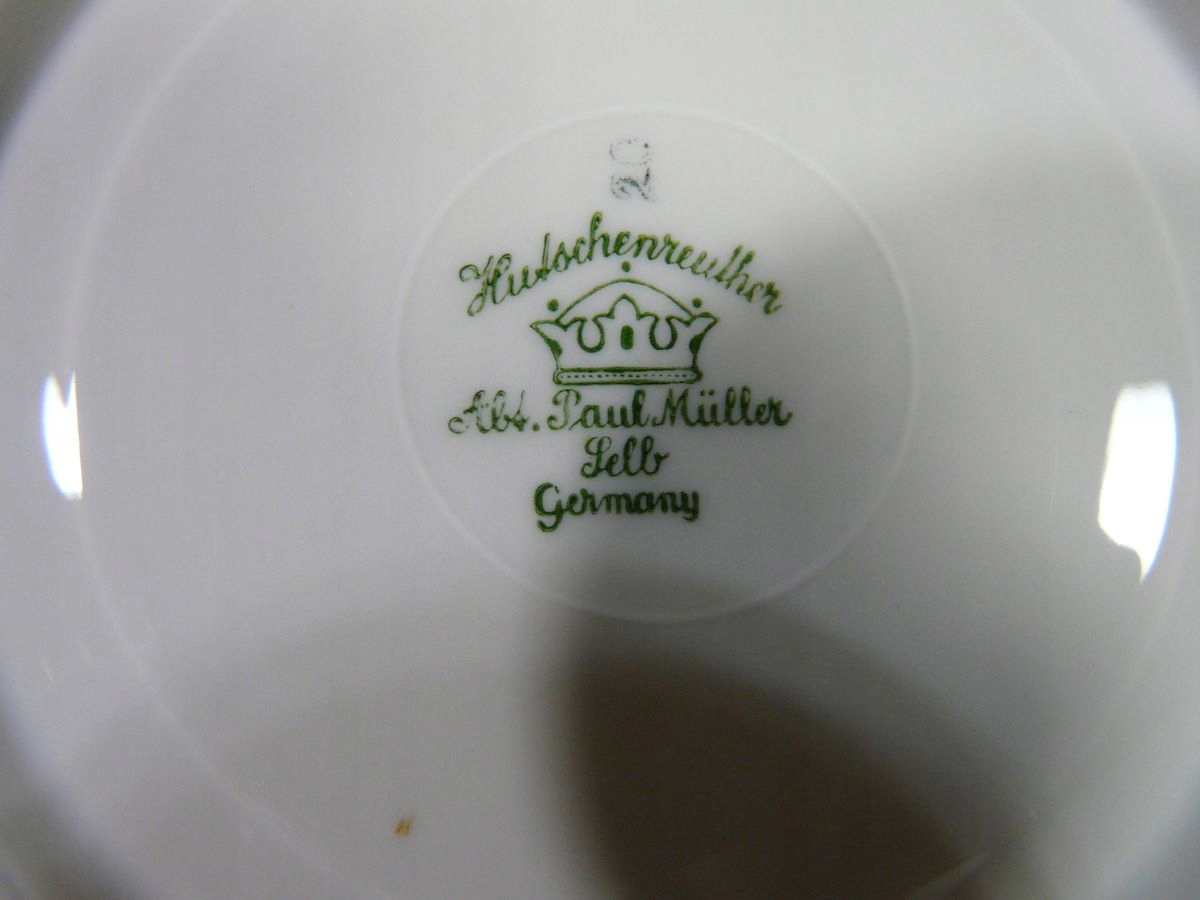 20
Hutschenreuther
Abt. Paul Müller
Selb
Germany